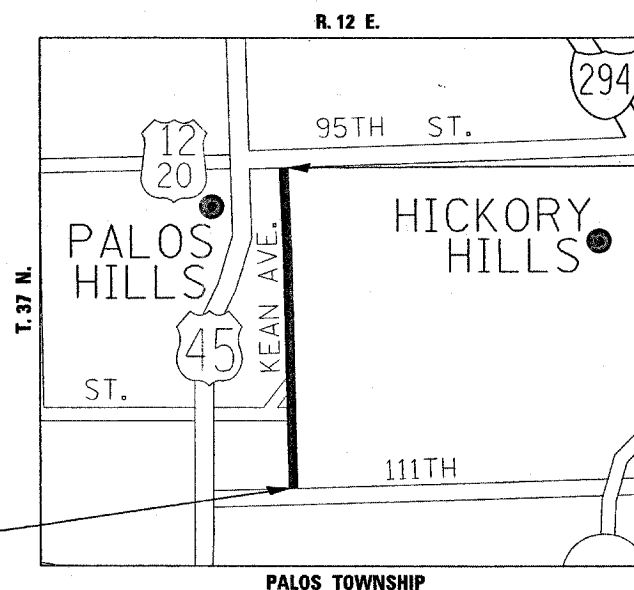 R. 12 E.
294
95TH ST.
12
20
HICKORY
HILLS
PALOS
HILLS
KEAN AVE.
T. 37 N.
45
ST.
111TH
PALOS TOWNSHIP